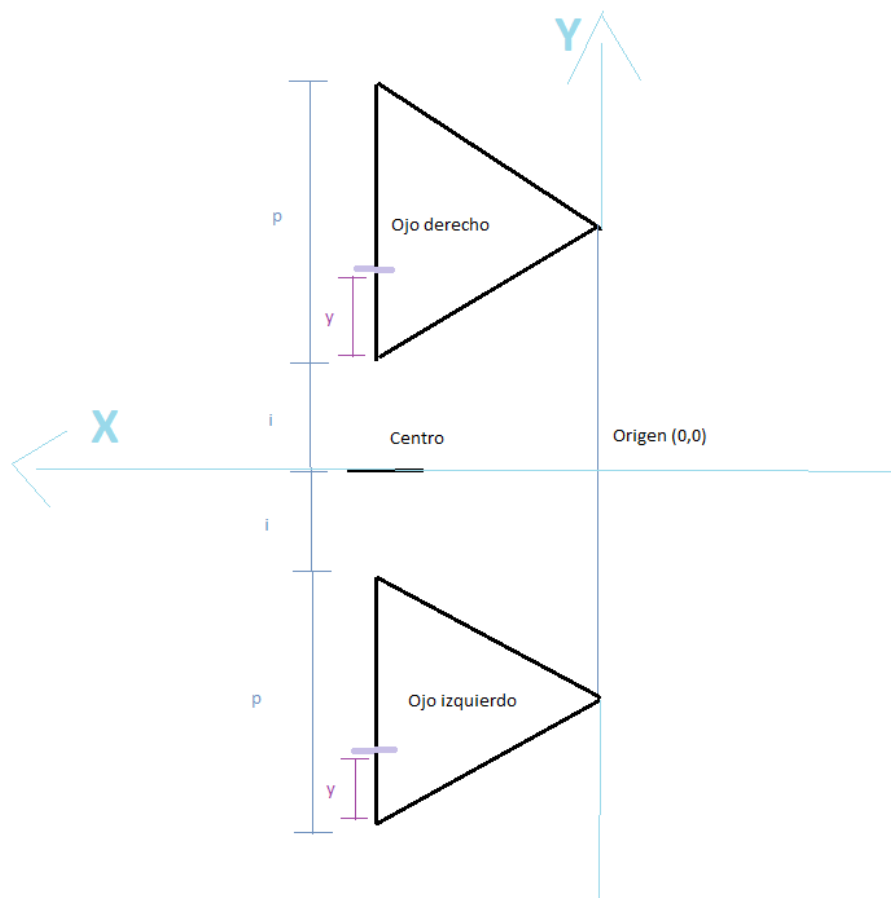 Y
p
Ojo derecho
y
i
X
Centro
Origen (0,0)
i
p
Ojo izquierdo
y